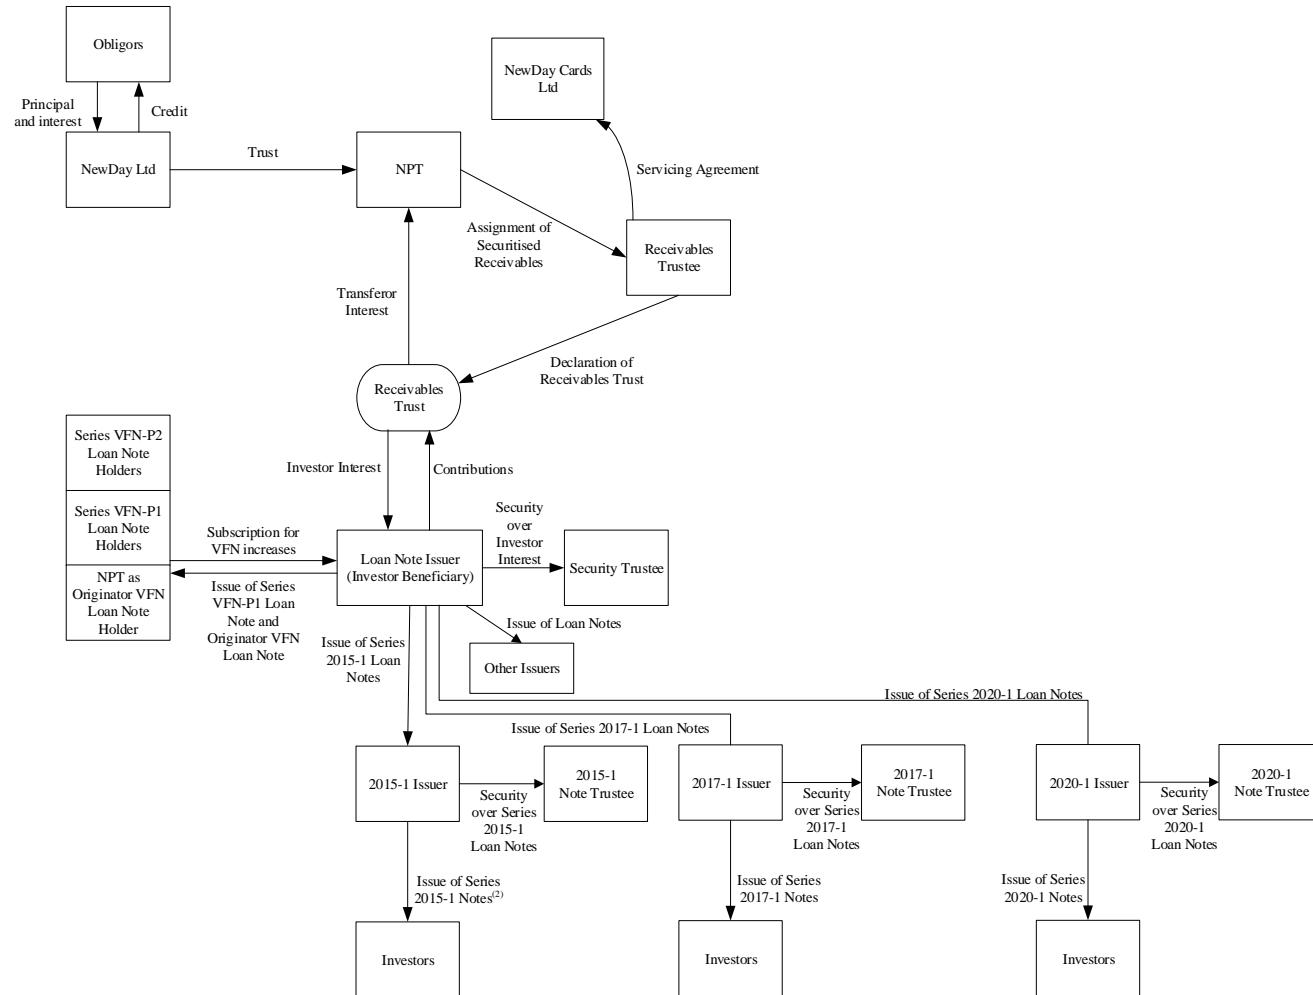 Obligors
NewDay Cards
Ltd
Principal
and interest
Credit
NewDay Ltd
Trust
NPT
Servicing Agreement
Assignment of
Securitised
Receivables
Receivables
Trustee
Transferor
Interest
Declaration of
Receivables Trust
Receivables
Trust
Series VFN-P2
Loan Note
Holders
Investor Interest
Contributions
Series VFN-P1
Loan Note
Holders
Subscription for
VFN increases
Security
over
Investor
Interest
Loan Note Issuer
(Investor Beneficiary)
Security Trustee
NPT as
Originator VFN
Loan Note
Holder
Issue of Series
VFN-P1 Loan
Note and
Originator VFN
Loan Note
Issue of Loan Notes
Issue of Series
2015-1 Loan
Notes
Other Issuers
Issue of Series 2020-1 Loan Notes
Issue of Series 2017-1 Loan Notes
2015-1 Issuer
2015-1
Note Trustee
Security
over Series
2015-1
Loan Notes
2017-1 Issuer
2017-1
Note Trustee
Security
over Series
2017-1
Loan Notes
2020-1 Issuer
2020-1
Note Trustee
Security
over Series
2020-1
Loan Notes
Issue of Series
2015-1 Notes(2)
Issue of Series
2017-1 Notes
Issue of Series
2020-1 Notes
Investors
Investors
Investors